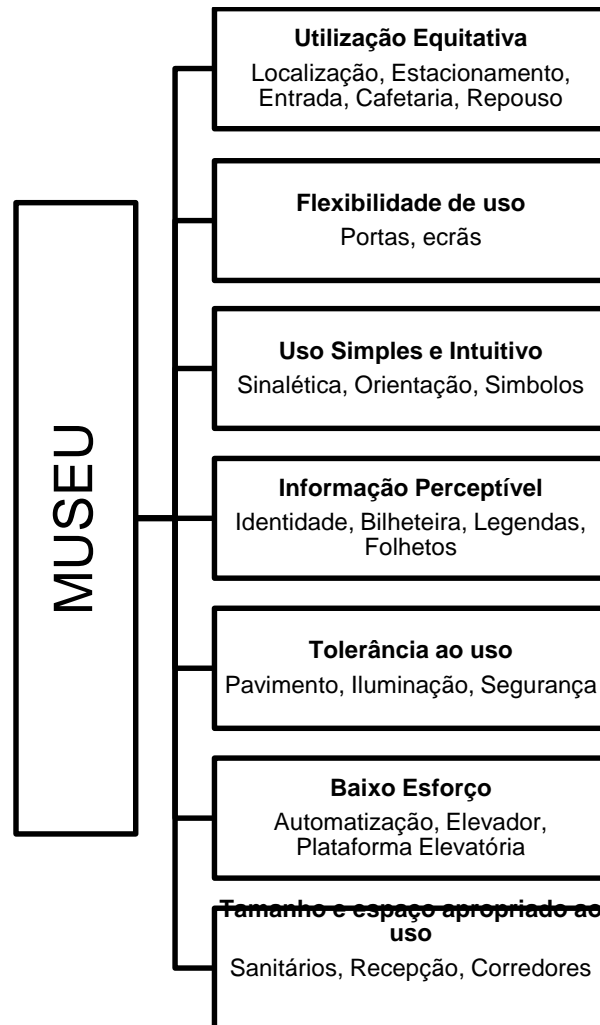 MUSEU
Utilização Equitativa
Localização, Estacionamento,
Entrada, Cafetaria, Repouso
Flexibilidade de uso
Portas, ecrãs
Uso Simples e Intuitivo
Sinalética, Orientação, Simbolos
Informação Perceptível
Identidade, Bilheteira, Legendas,
Folhetos
Tolerância ao uso
Pavimento, Iluminação, Segurança
Baixo Esforço
Automatização, Elevador,
Plataforma Elevatória
Tamanho e espaço apropriado ao
uso
Sanitários, Recepção, Corredores